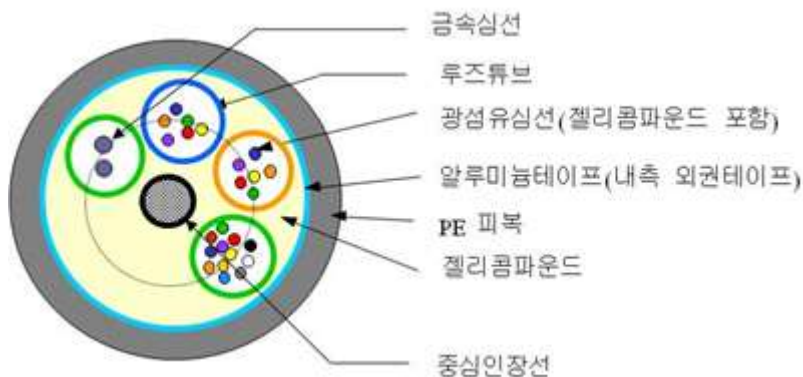 금속심선
루즈튜브
광섬유심선(젤리콤파운드 포함)
알루미늄테이프(내측 외권테이프)
PE 피복
젤리콤파운드
중심인장선